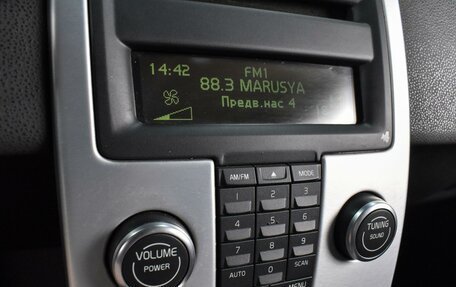 14:42 FM1
88.3 MARUSYA
Предв.нас 4
AM/FM MODE
1 2 3
4 5 6
7 8 9
AUTO 0 SCAN
MENU
VOLUME
POWER
TUNING
SOUND